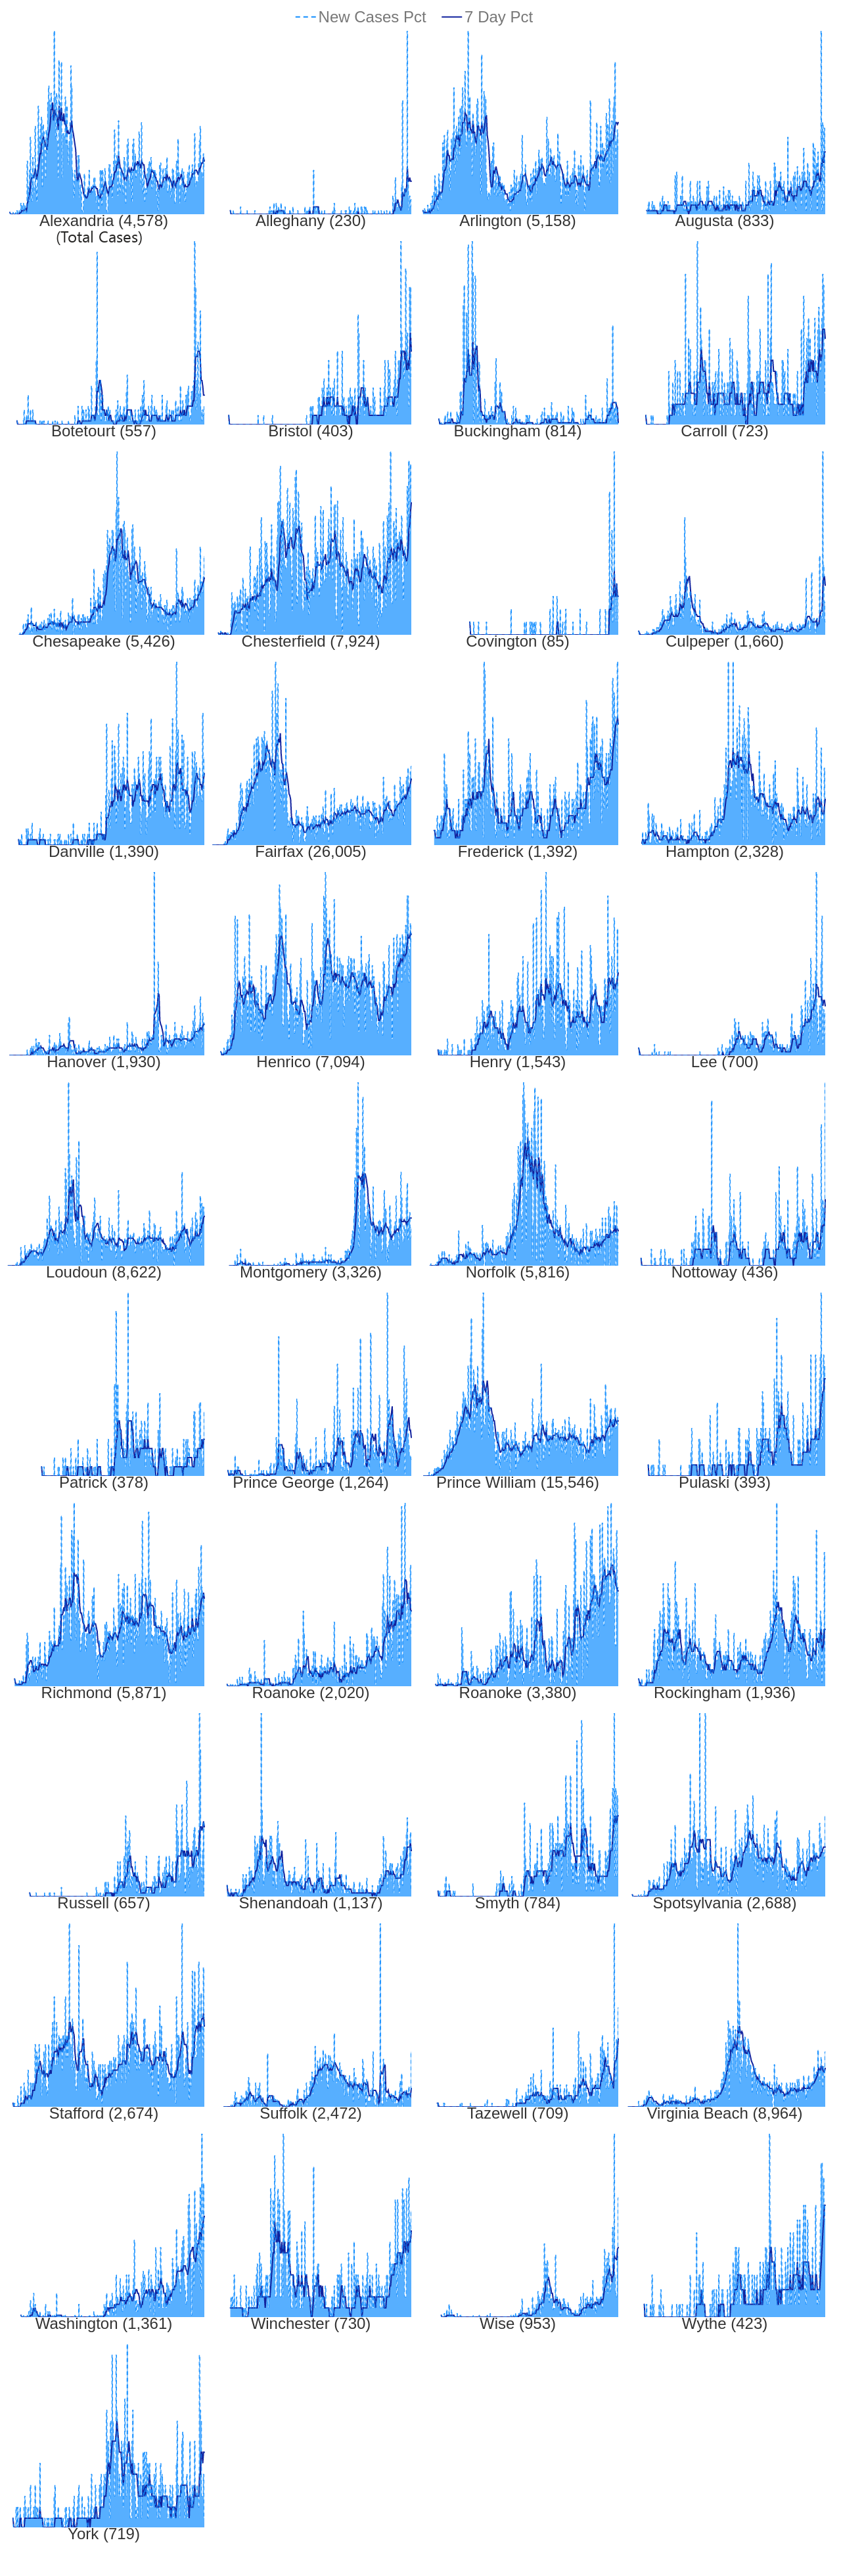 New Cases Pct 7 Day Pct
Alexandria (4,578) Alleghany (230) Arlington (5,158) Augusta (833)
(Total Cases)
Botetourt (557) Bristol (403) Buckingham (814) Carroll (723)
Chesapeake (5,426) Chesterfield (7,924) Covington (85) Culpeper (1,660)
Danville (1,390) Fairfax (26,005) Frederick (1,392) Hampton (2,328)
Hanover (1,930) Henrico (7,094) Henry (1,543) Lee (700)
Loudoun (8,622) Montgomery (3,326) Norfolk (5,816) Nottoway (436)
Patrick (378) Prince George (1,264) Prince William (15,546) Pulaski (393)
Richmond (5,871) Roanoke (2,020) Roanoke (3,380) Rockingham (1,936)
Russell (657) Shenandoah (1,137) Smyth (784) Spotsylvania (2,688)
Stafford (2,674) Suffolk (2,472) Tazewell (709) Virginia Beach (8,964)
Washington (1,361) Winchester (730) Wise (953) Wythe (423)
York (719)